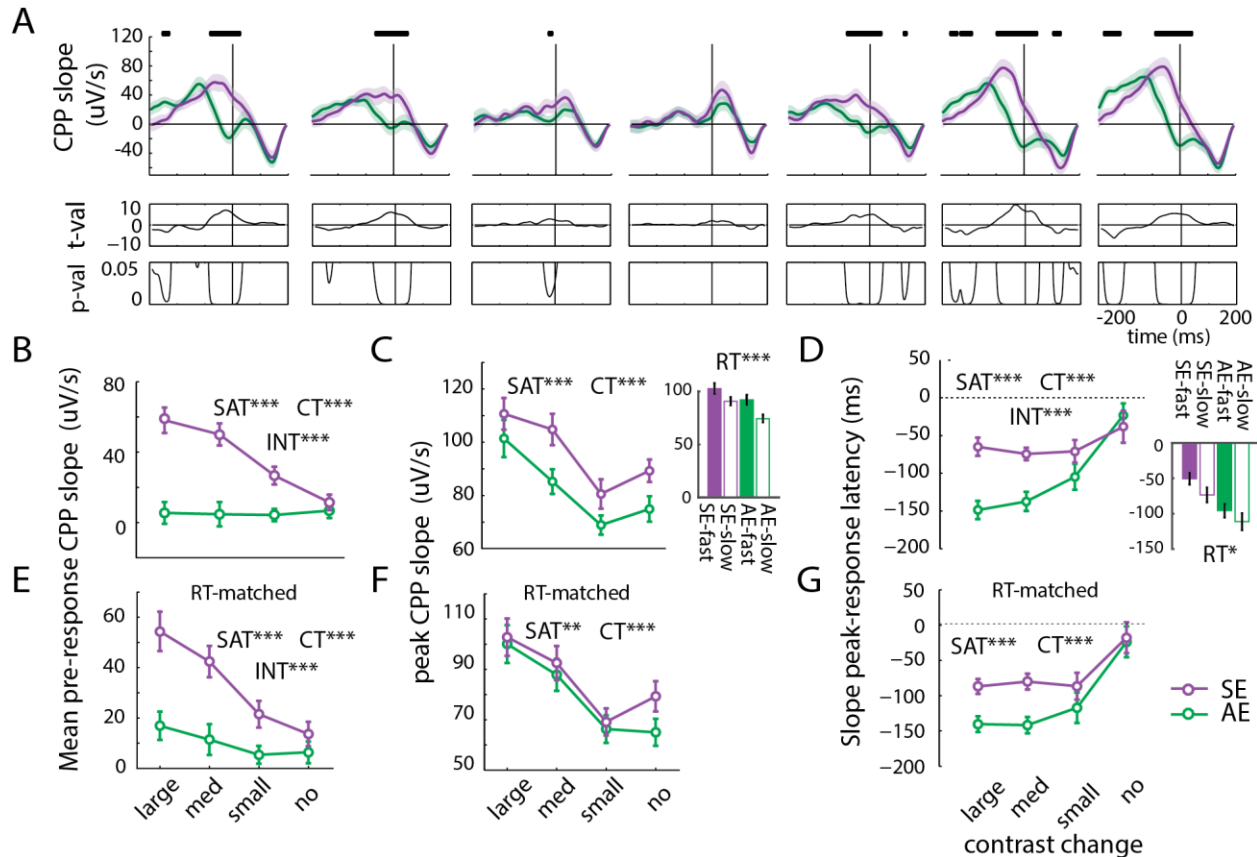 A
CPP slope
(uV/s)
120
80
40
0
-40
t-val
10
0
-10
p-val
0.05
0
-200
0
200
time (ms)
B
Mean pre-response CPP slope (uV/s)
80
40
0
SAT*** CT***
INT***
C
peak CPP slope (uV/s)
120
100
80
60
SAT*** CT***
RT***
100
50
0
SE-fast
SE-slow
AE-fast
AE-slow
D
Slope peak-response latency (ms)
50
0
-50
-100
-150
-200
SAT*** CT***
INT***
SE-fast
SE-slow
AE-fast
AE-slow
0
-50
-100
-150
RT*
E
RT-matched
60
40
20
0
SAT*** CT***
INT***
large
med
small
no
F
RT-matched
110
90
70
50
SAT** CT***
large
med
small
no
G
RT-matched
50
0
-50
-100
-150
-200
SAT*** CT***
large
med
small
no
contrast change
SE
AE